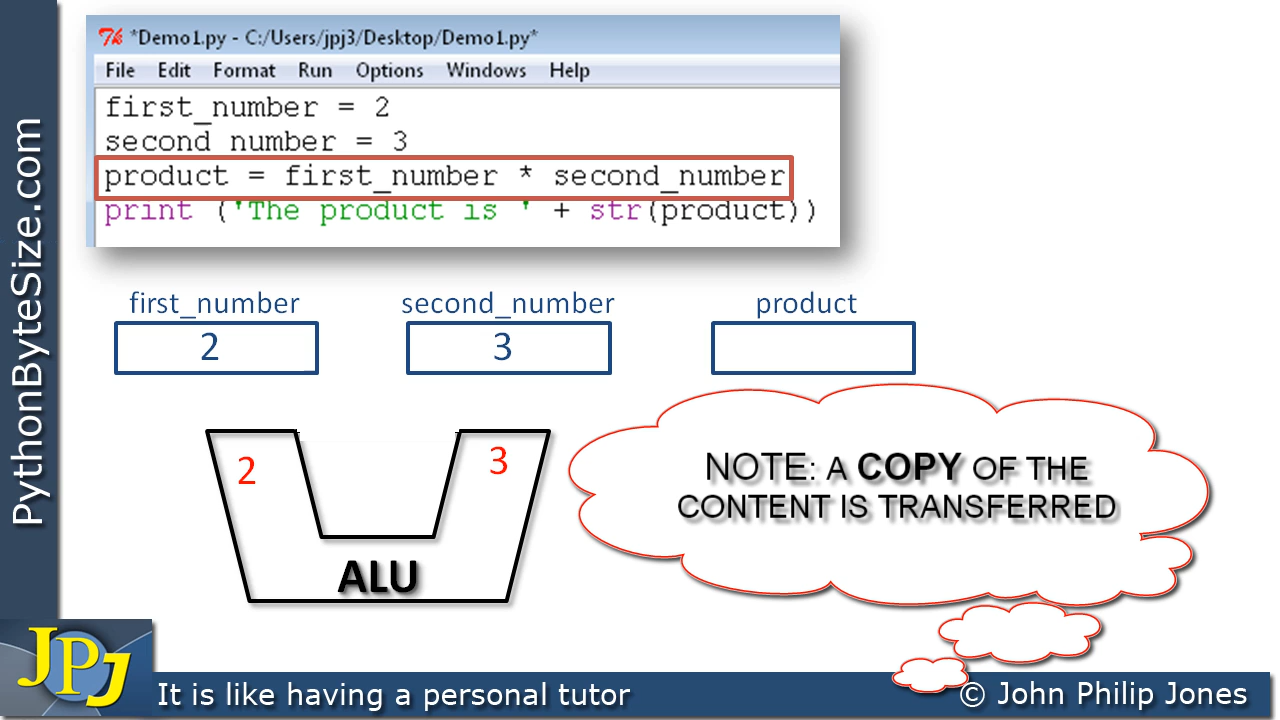 *Demo1.py - C:/Users/jpj3/Desktop/Demo1.py*
File Edit Format Run Options Windows Help
first_number = 2
second_number = 3
product = first_number * second_number
print ('The product is ' + str(product))
first_number second_number product
2 3
2 3
ALU
NOTE: A COPY OF THE
CONTENT IS TRANSFERRED
PythonByteSize.com
JPJ
It is like having a personal tutor
© John Philip Jones